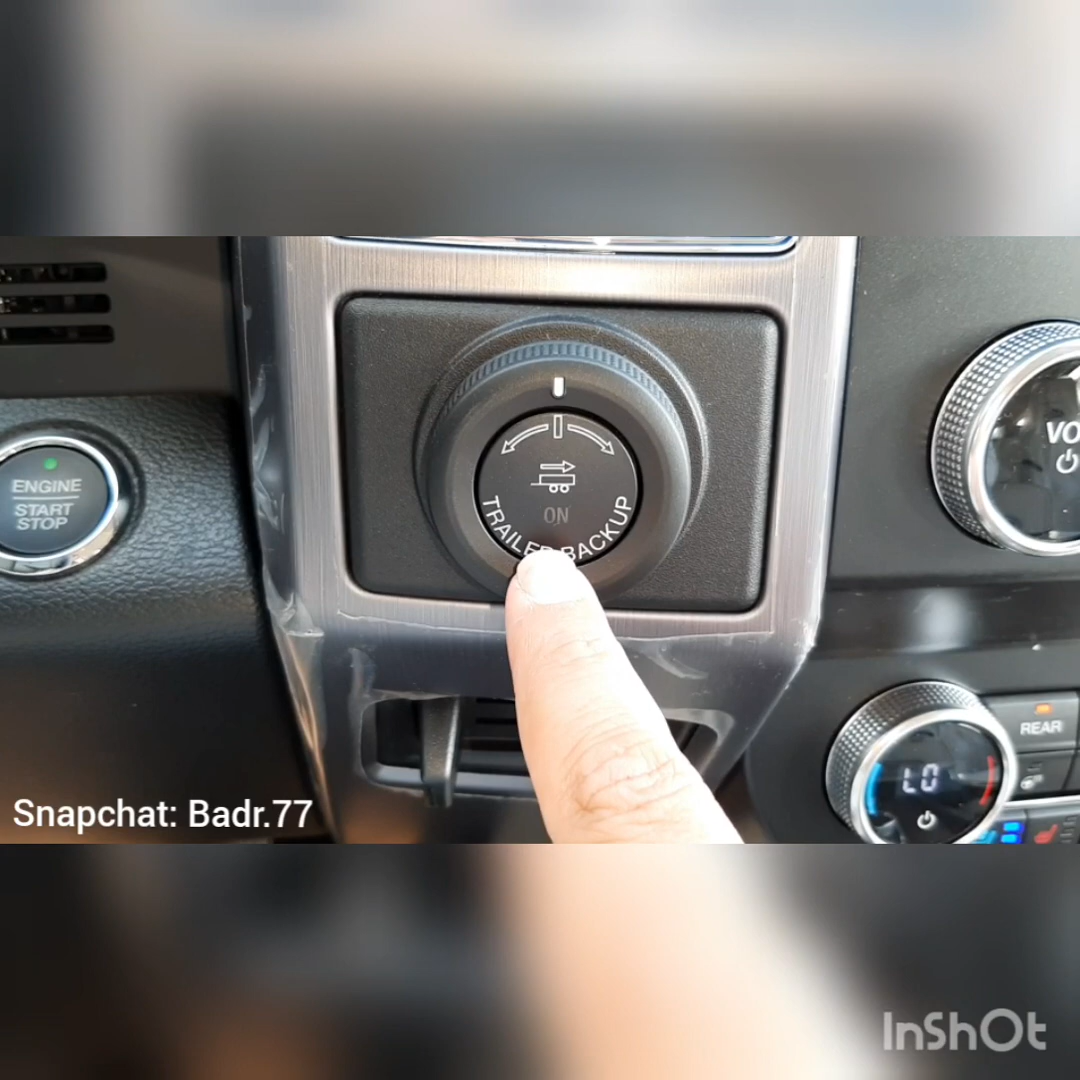 ENGINE
START
STOP
ON
TRAILER BACKUP
VO
REAR
LO
Snapchat: Badr.77
InShOt